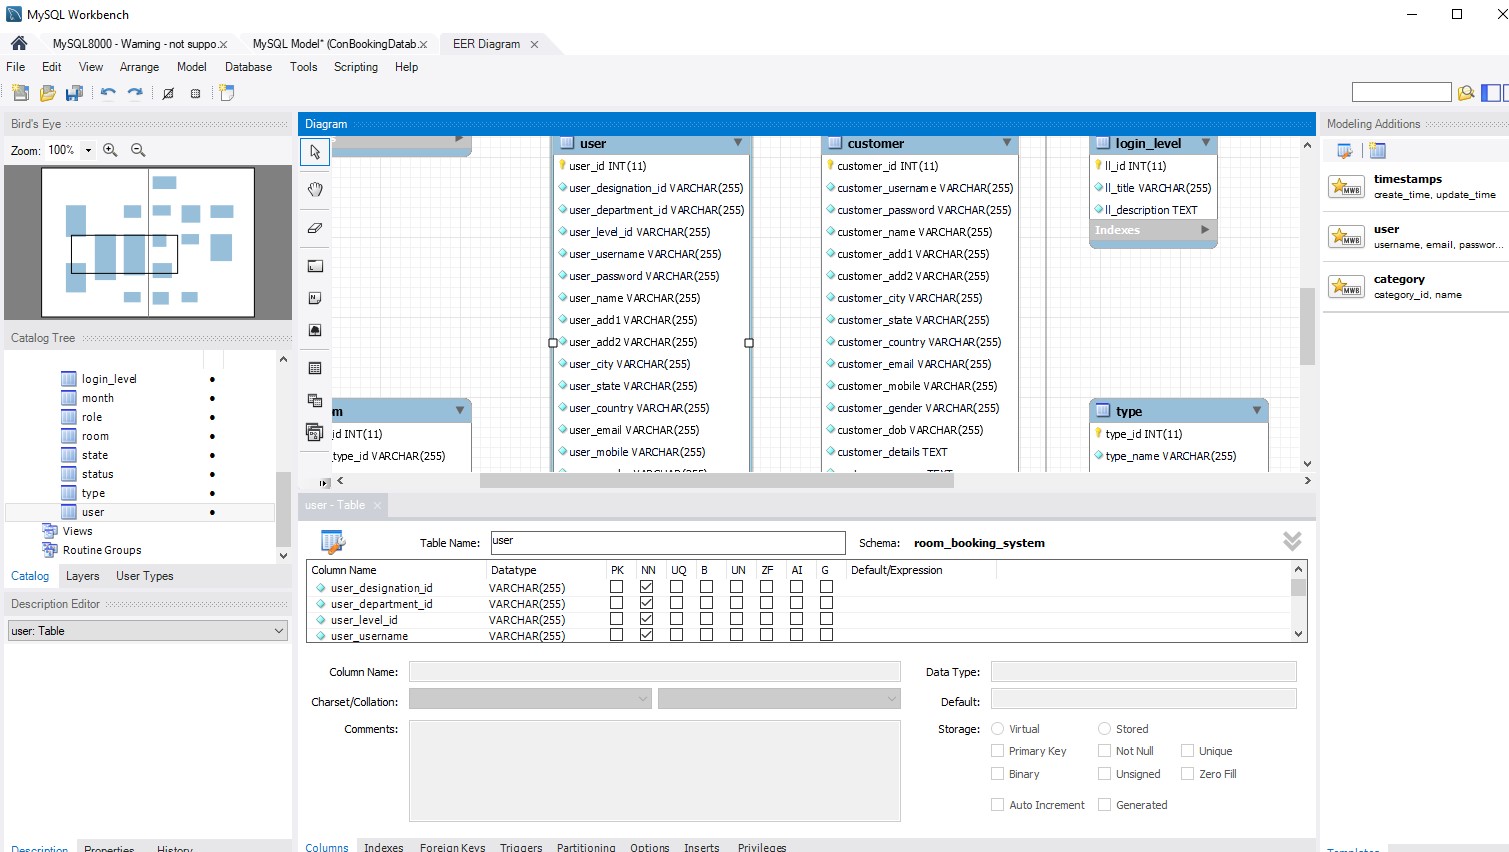 MySQL Workbench
MySQL8000 - Warning - not suppo.x
MySQL Model* (ConBookingDatab.x
EER Diagram
File Edit View Arrange Model Database Tools Scripting Help
Bird's Eye
Zoom: 100%
Catalog Tree
login_level
month
role
room
state
status
type
user
Views
Routine Groups
Catalog Layers User Types
Description Editor
user: Table
Description Properties History
Diagram
user
user_id INT(11)
user_designation_id VARCHAR(255)
user_department_id VARCHAR(255)
user_level_id VARCHAR(255)
user_username VARCHAR(255)
user_password VARCHAR(255)
user_name VARCHAR(255)
user_add1 VARCHAR(255)
user_add2 VARCHAR(255)
user_city VARCHAR(255)
user_state VARCHAR(255)
user_country VARCHAR(255)
user_email VARCHAR(255)
user_mobile VARCHAR(255)
customer
customer_id INT(11)
customer_username VARCHAR(255)
customer_password VARCHAR(255)
customer_name VARCHAR(255)
customer_add1 VARCHAR(255)
customer_add2 VARCHAR(255)
customer_city VARCHAR(255)
customer_state VARCHAR(255)
customer_country VARCHAR(255)
customer_email VARCHAR(255)
customer_mobile VARCHAR(255)
customer_gender VARCHAR(255)
customer_dob VARCHAR(255)
customer_details TEXT
login_level
ll_id INT(11)
ll_title VARCHAR(255)
ll_description TEXT
Indexes
m
_id INT(11)
_type_id VARCHAR(255)
type
type_id INT(11)
type_name VARCHAR(255)
user - Table
Table Name: user Schema: room_booking_system
Column Name Datatype PK NN UQ B UN ZF AI G Default/Expression
user_designation_id VARCHAR(255)
user_department_id VARCHAR(255)
user_level_id VARCHAR(255)
user_username VARCHAR(255)
Column Name: Data Type:
Charset/Collation: Default:
Comments: Storage: Virtual Stored
Primary Key Not Null Unique
Binary Unsigned Zero Fill
Auto Increment Generated
Columns Indexes Foreign Keys Triggers Partitioning Options Inserts Privileges
Modeling Additions
timestamps
create_time, update_time
user
username, email, passwor...
category
category_id, name
Templates